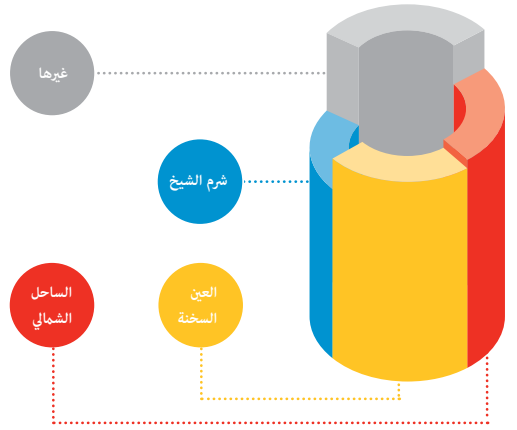 غيرها
شرم الشيخ
العين
السخنة
الساحل
الشمالي